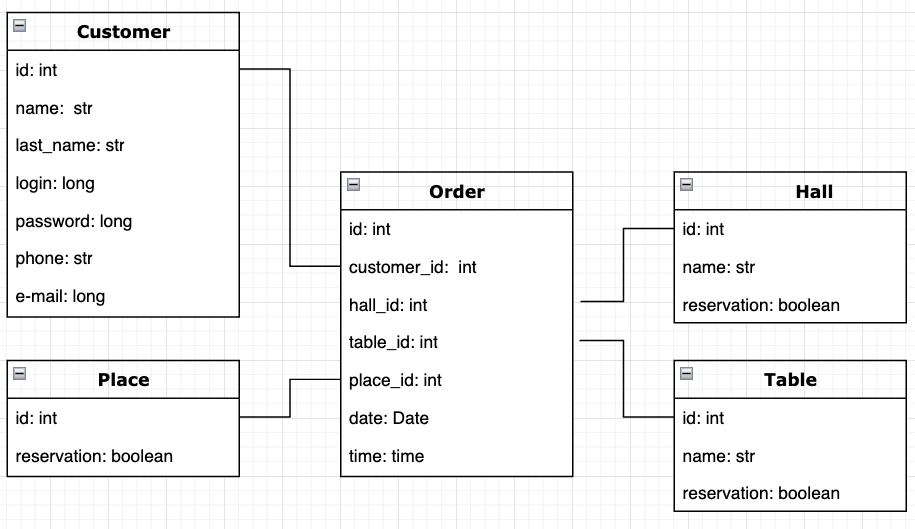 Customer
id: int
name:  str
last_name: str
login: long
password: long
phone: str
e-mail: long
Place
id: int
reservation: boolean
Order
id: int
customer_id:  int
hall_id: int
table_id: int
place_id: int
date: Date
time: time
Hall
id: int
name: str
reservation: boolean
Table
id: int
name: str
reservation: boolean